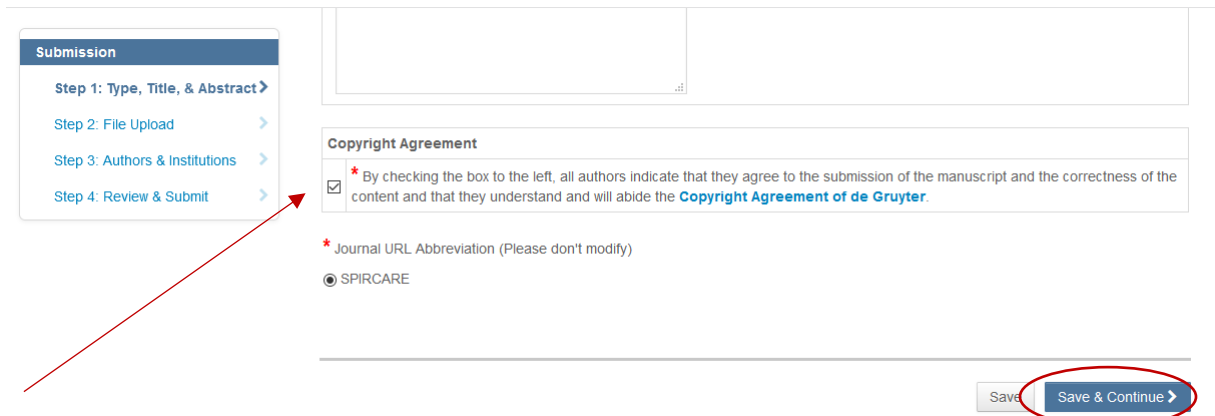 Submission
Step 1: Type, Title, & Abstract
Step 2: File Upload
Step 3: Authors & Institutions
Step 4: Review & Submit
Copyright Agreement
* By checking the box to the left, all authors indicate that they agree to the submission of the manuscript and the correctness of the
content and that they understand and will abide the Copyright Agreement of de Gruyter.
* Journal URL Abbreviation (Please don't modify)
SPIRCARE
Save
Save & Continue